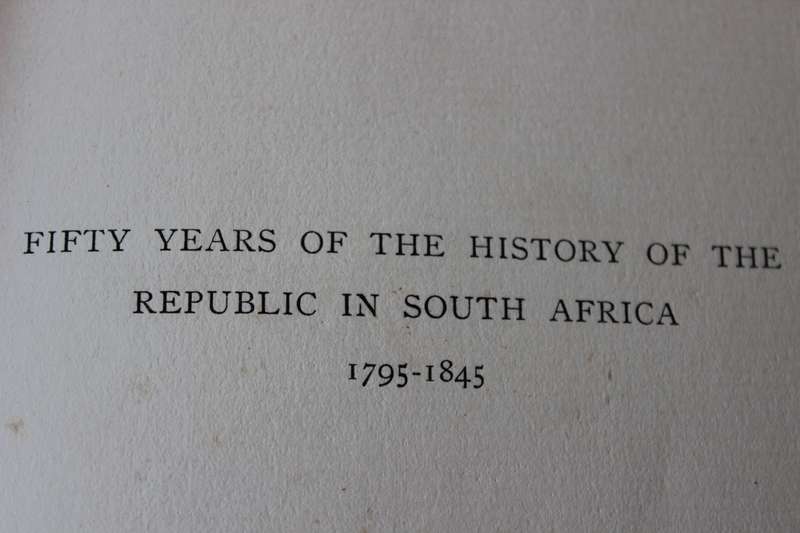 FIFTY YEARS OF THE HISTORY OF THE
REPUBLIC IN SOUTH AFRICA
1795-1845